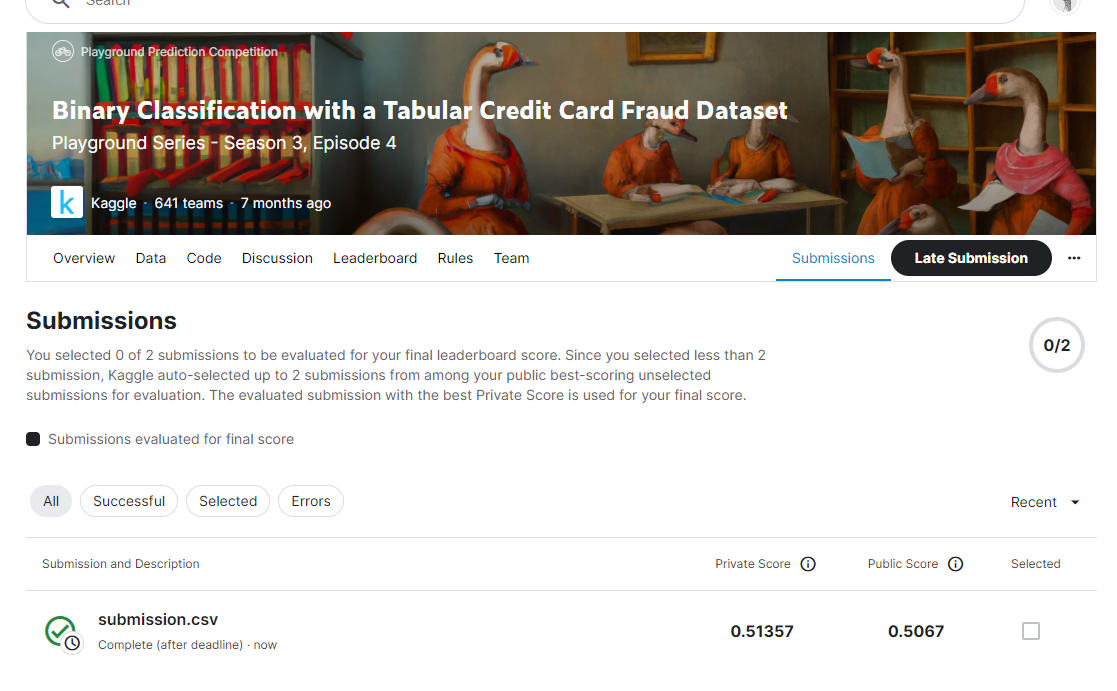 Search
Playground Prediction Competition
Binary Classification with a Tabular Credit Card Fraud Dataset
Playground Series - Season 3, Episode 4
k Kaggle · 641 teams · 7 months ago
Overview Data Code Discussion Leaderboard Rules Team Submissions Late Submission ···
Submissions
0/2
You selected 0 of 2 submissions to be evaluated for your final leaderboard score. Since you selected less than 2
submission, Kaggle auto-selected up to 2 submissions from among your public best-scoring unselected
submissions for evaluation. The evaluated submission with the best Private Score is used for your final score.
Submissions evaluated for final score
All Successful Selected Errors Recent
Submission and Description Private Score Public Score Selected
submission.csv
Complete (after deadline) · now
0.51357 0.5067